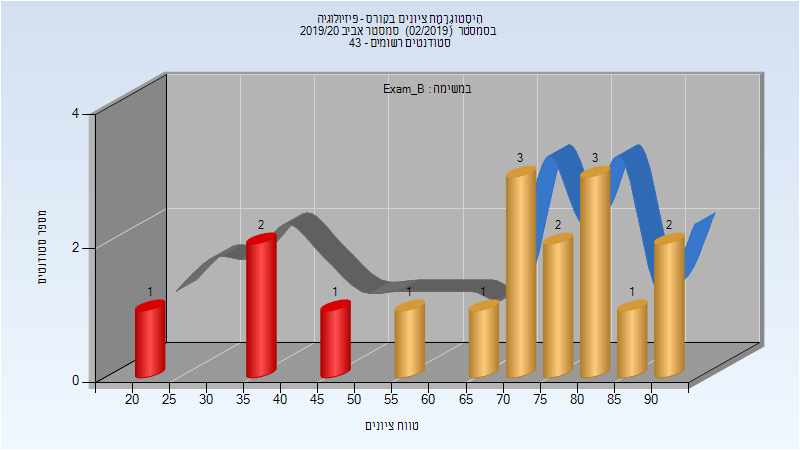 היסטוגרמת ציונים בקורס - פיזיולוגיה
בסמסטר (02/2019) סמסטר אביב 2019/20
סטודנטים רשומים - 43
במשימה : Exam_B
מספר סטודנטים
4
2
0
1
2
1
1
1
3
2
3
1
2
20 25 30 35 40 45 50 55 60 65 70 75 80 85 90
טווח ציונים